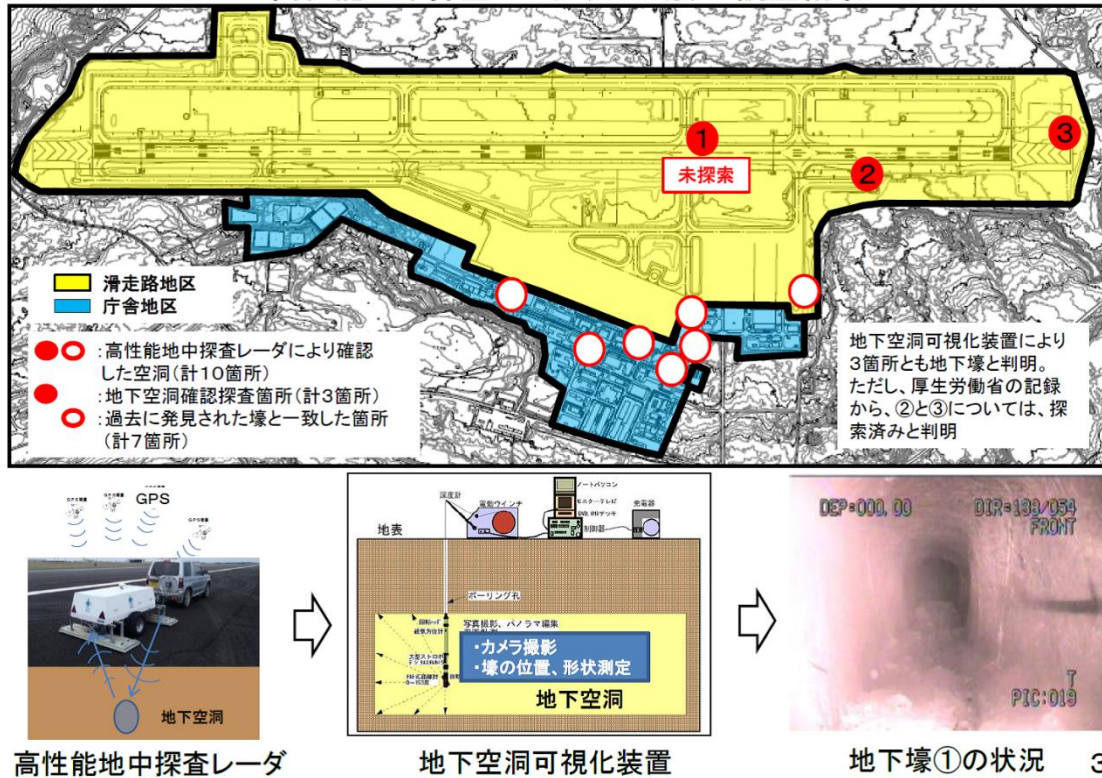 1
3
2
未探索
滑走路地区
庁舎地区
:高性能地中探査レーダにより確認
した空洞(計10箇所)
:地下空洞確認探査箇所(計3箇所)
:過去に発見された壕と一致した箇所
(計7箇所)
地下空洞可視化装置により
3箇所とも地下壕と判明。
ただし、厚生労働省の記録
から、②と③については、探
索済みと判明
GPS
地下空洞
高性能地中探査レーダ
深度計
電動ウインチ
ノートパソコン
モニターテレビ
制御器
充電器
地表
ボーリング孔
写真撮影、パノラマ編集
・カメラ撮影
・壕の位置、形状測定
地下空洞
地下空洞可視化装置
DEP=000.00
DIR=198/054
FRONT
T
PIC:019
地下壕①の状況
3